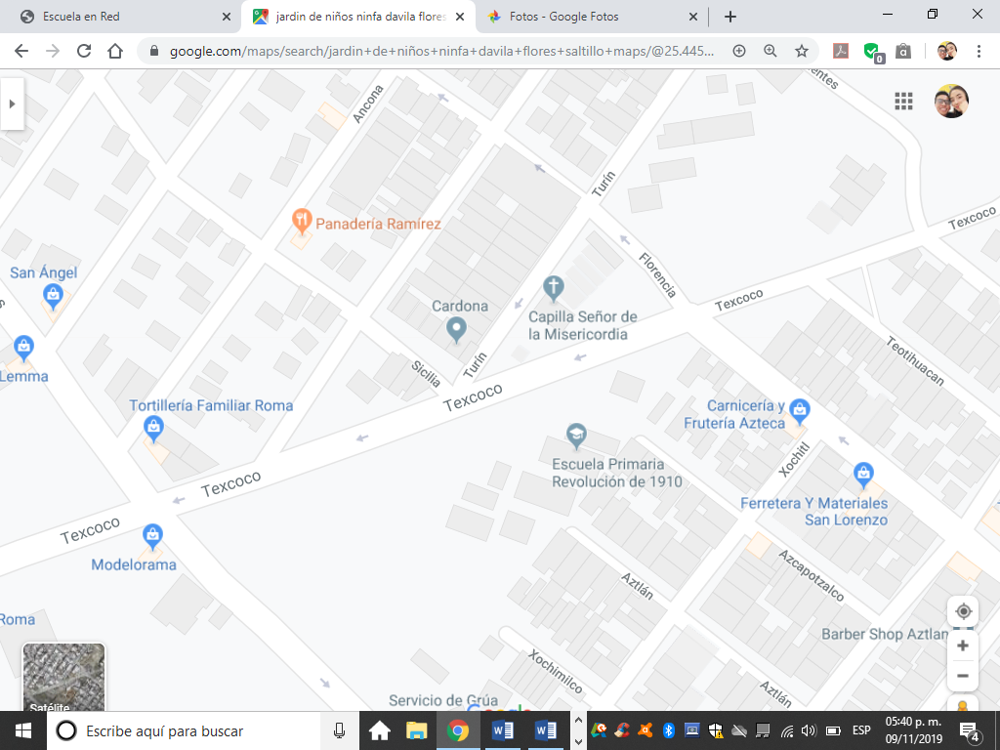 Escuela en Red
jardin de niños ninfa davila flores
Fotos - Google Fotos
google.com/maps/search/jardin+de+niños+ninfa+davila+flores+saltillo+maps/@25.445...
0
Ancona
Turín
Texcoco
Panadería Ramírez
San Ángel
Florencia
Capilla Señor de
la Misericordia
Cardona
Texcoco
Lemma
Sicilia
Turín
Teotihuacan
Texcoco
Tortillería Familiar Roma
Carnicería y
Frutería Azteca
Xochitl
Escuela Primaria
Revolución de 1910
Texcoco
Ferretera Y Materiales
San Lorenzo
Texcoco
Modelorama
Azcapotzalco
Aztlán
Roma
Barber Shop Aztlan
Xochimilco
Aztlán
Satélite
Servicio de Grúa
Google
Escribe aquí para buscar
ESP
05:40 p. m.
09/11/2019
4